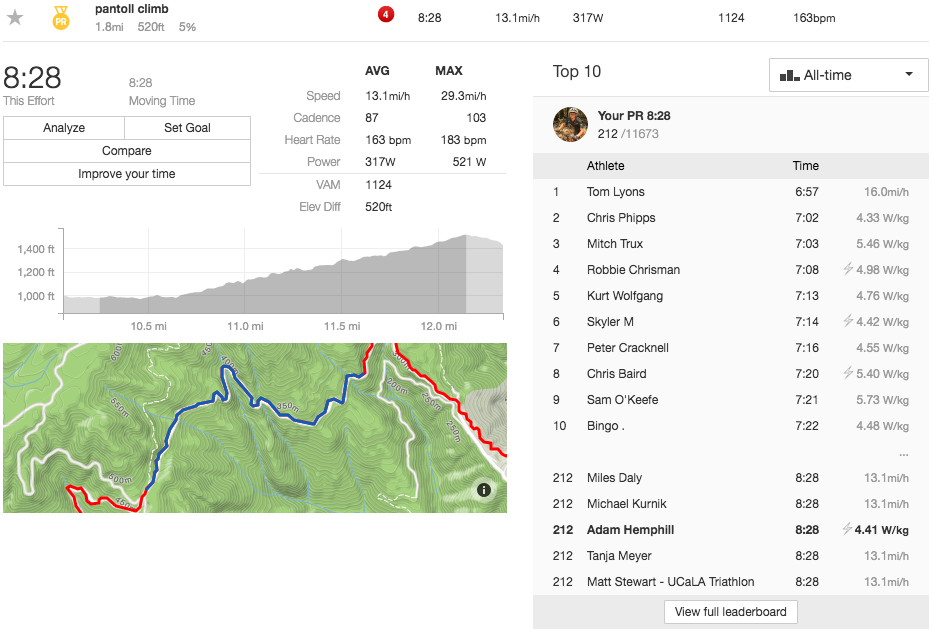 pantoll climb
PR
1.8mi 520ft 5%
4 8:28 13.1mi/h 317W 1124 163bpm
8:28
This Effort
8:28
Moving Time
Analyze Set Goal
Compare
Improve your time
AVG MAX
Speed 13.1mi/h 29.3mi/h
Cadence 87 103
Heart Rate 163 bpm 183 bpm
Power 317W 521 W
VAM 1124
Elev Diff 520ft
1,400 ft
1,200 ft
1,000 ft
10.5 mi 11.0 mi 11.5 mi 12.0 mi
400m
350m
200m
250m
250m
550m
500m
Top 10 All-time
Your PR 8:28
212 /11673
Athlete Time
1 Tom Lyons 6:57 16.0mi/h
2 Chris Phipps 7:02 4.33 W/kg
3 Mitch Trux 7:03 5.46 W/kg
4 Robbie Chrisman 7:08 4.98 W/kg
5 Kurt Wolfgang 7:13 4.76 W/kg
6 Skyler M 7:14 4.42 W/kg
7 Peter Cracknell 7:16 4.55 W/kg
8 Chris Baird 7:20 5.40 W/kg
9 Sam O'Keefe 7:21 5.73 W/kg
10 Bingo . 7:22 4.48 W/kg
...
212 Miles Daly 8:28 13.1mi/h
212 Michael Kurnik 8:28 13.1mi/h
212 Adam Hemphill 8:28 4.41 W/kg
212 Tanja Meyer 8:28 13.1mi/h
212 Matt Stewart - UCaLA Triathlon 8:28 13.1mi/h
View full leaderboard